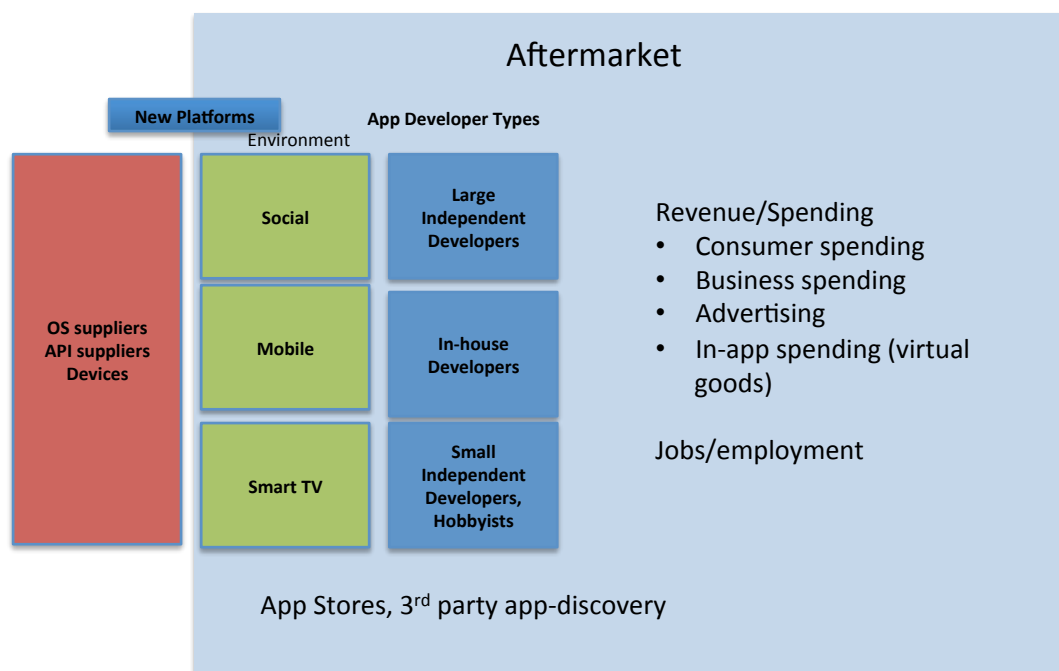 Aftermarket
New Platforms
App Developer Types
Environment
OS suppliers
API suppliers
Devices
Social
Mobile
Smart TV
Large
Independent
Developers
In-house
Developers
Small
Independent
Developers,
Hobbyists
Revenue/Spending
• Consumer spending
• Business spending
• Advertising
• In-app spending (virtual
goods)
Jobs/employment
App Stores, 3rd party app-discovery